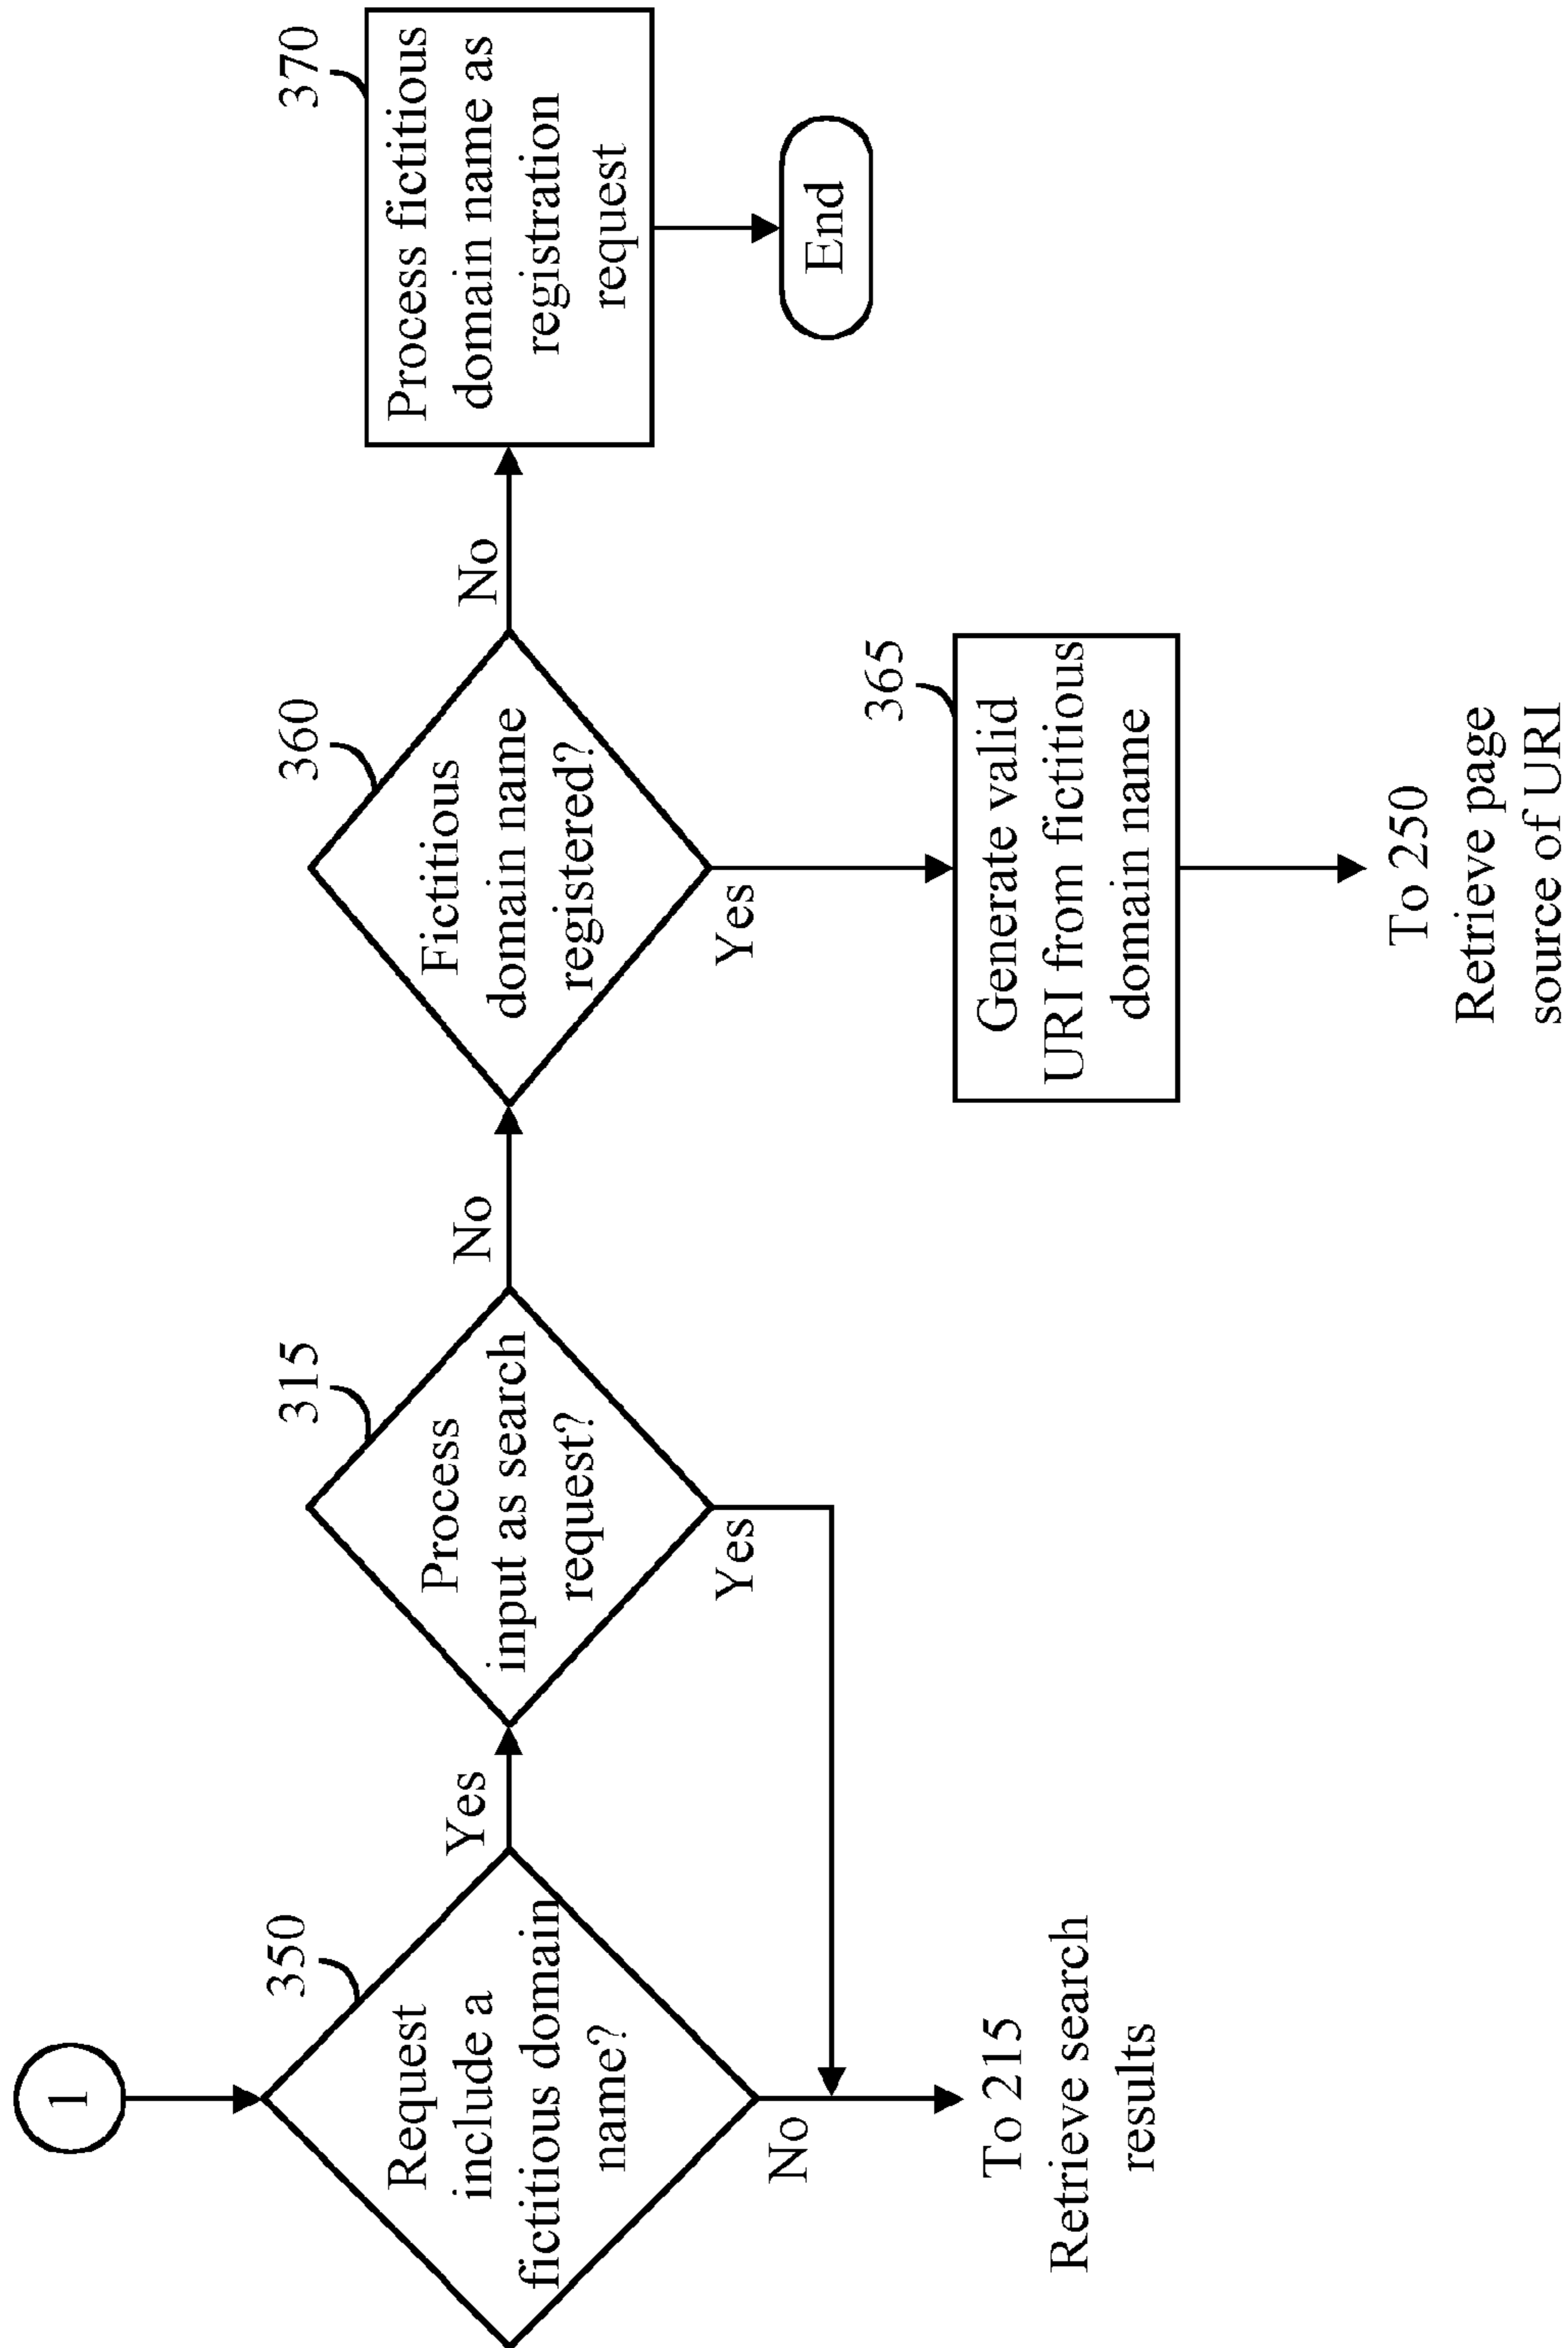 1
350
Request
include a
fictitious domain
name?
Yes
No
To 215
Retrieve search
results
315
Process
input as search
request?
Yes
No
360
Fictitious
domain name
registered?
Yes
No
365
Generate valid
URI from fictitious
domain name
To 250
Retrieve page
source of URI
370
Process fictitious
domain name as
registration
request
End